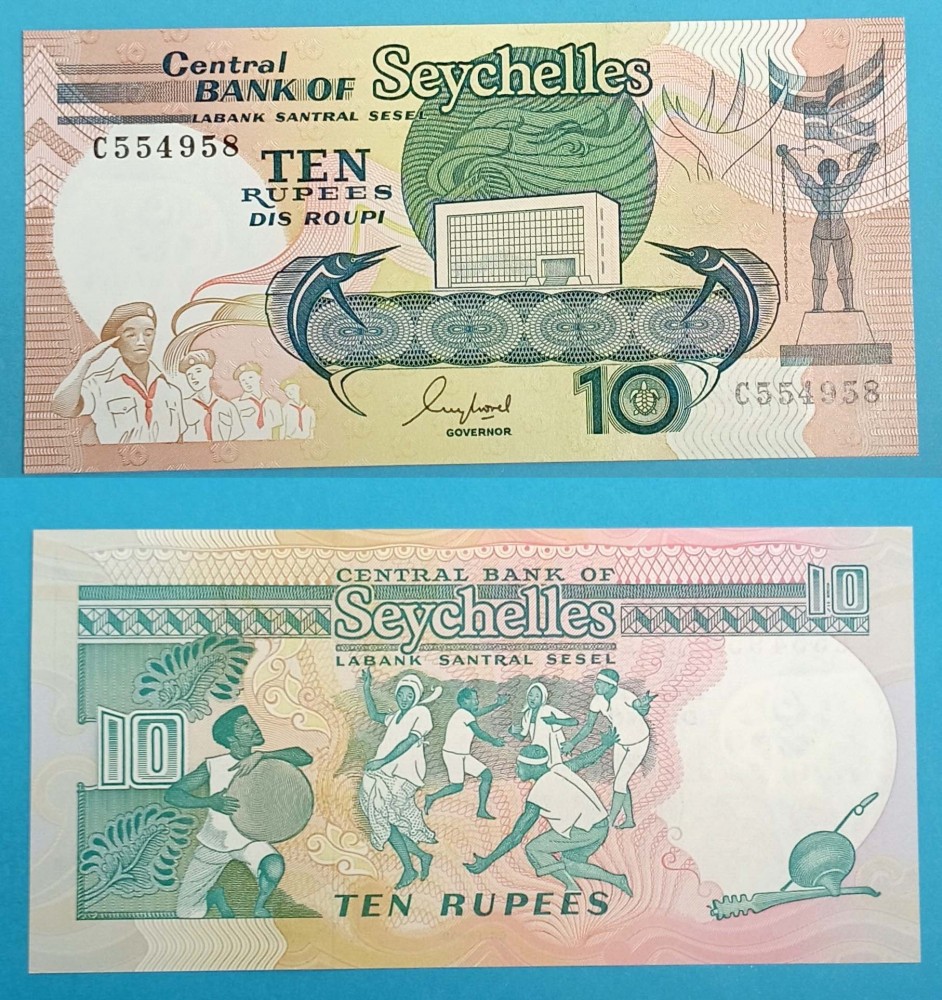 Central
BANK OF Seychelles
LABANK SANTRAL SESEL
C554958
TEN
RUPEES
DIS ROUPI
GOVERNOR
10
C554958
CENTRAL BANK OF
Seychelles
LABANK SANTRAL SESEL
10
10
TEN RUPEES